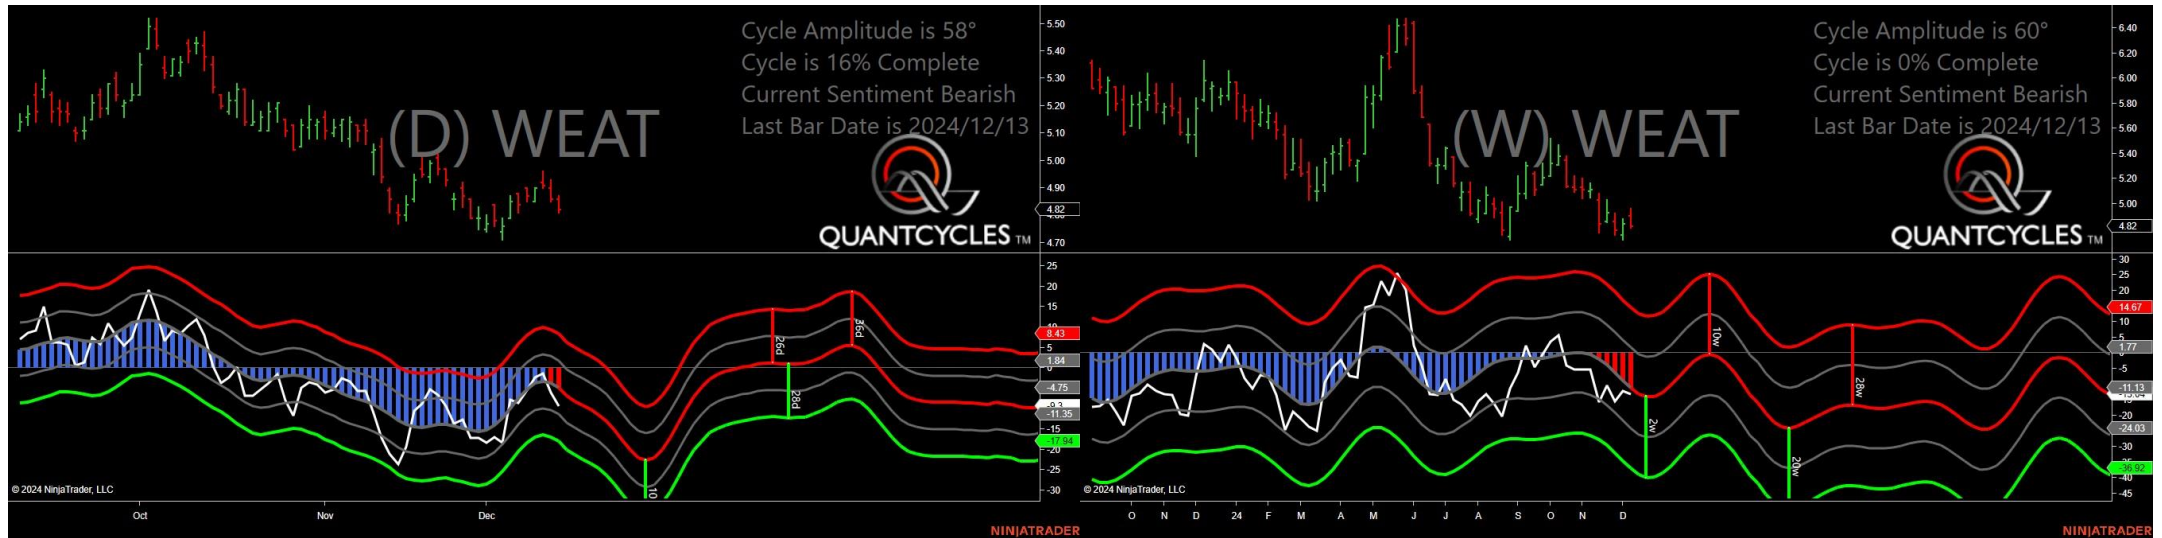 Cycle Amplitude is 58°
Cycle is 16% Complete
Current Sentiment Bearish
Last Bar Date is 2024/12/13
(D) WEAT
QUANTCYCLES TM
5.50
5.40
5.30
5.20
5.10
5.00
4.90
4.82
4.70
25
20
15
8.43
5
1.84
0
-4.75
-9.3
-11.35
-15
-17.94
-20
-25
-30
26d
36d
28d
10
© 2024 NinjaTrader, LLC
Oct Nov Dec
NINJATRADER
Cycle Amplitude is 60°
Cycle is 0% Complete
Current Sentiment Bearish
Last Bar Date is 2024/12/13
(W) WEAT
QUANTCYCLES TM
6.40
6.20
6.00
5.80
5.60
5.40
5.20
5.00
4.82
30
25
20
14.67
10
5
1.77
-5
-11.13
-20
-24.03
-30
-36.92
-40
-45
10w
28w
2w
20w
© 2024 NinjaTrader, LLC
O N D 24 F M A M J J A S O N D
NINJATRADER